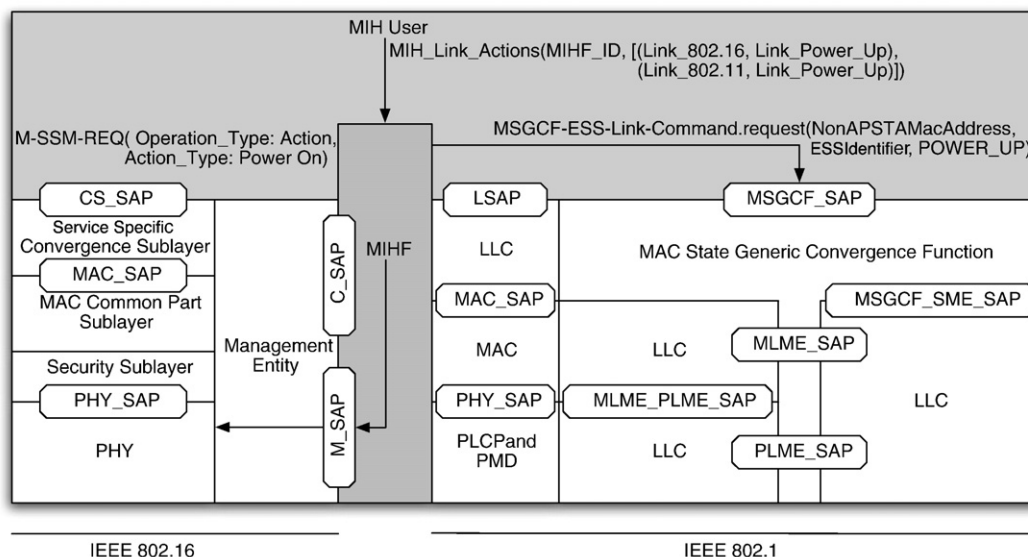 MIH User
MIH_Link_Actions(MIHF_ID, [(Link_802.16, Link_Power_Up),
(Link_802.11, Link_Power_Up)])
M-SSM-REQ( Operation_Type: Action,
Action_Type: Power On)
MSGCF-ESS-Link-Command.request(NonAPSTAMacAddress,
ESSIdentifier, POWER_UP)
CS_SAP
Service Specific
Convergence Sublayer
MAC_SAP
MAC Common Part
Sublayer
Security Sublayer
PHY_SAP
PHY
Management
Entity
C_SAP
M_SAP
MIHF
LSAP
LLC
MAC_SAP
MAC
PHY_SAP
PLCPand
PMD
MSGCF_SAP
MAC State Generic Convergence Function
MSGCF_SME_SAP
MLME_SAP
LLC
MLME_PLME_SAP
LLC
PLME_SAP
LLC
IEEE 802.16
IEEE 802.1